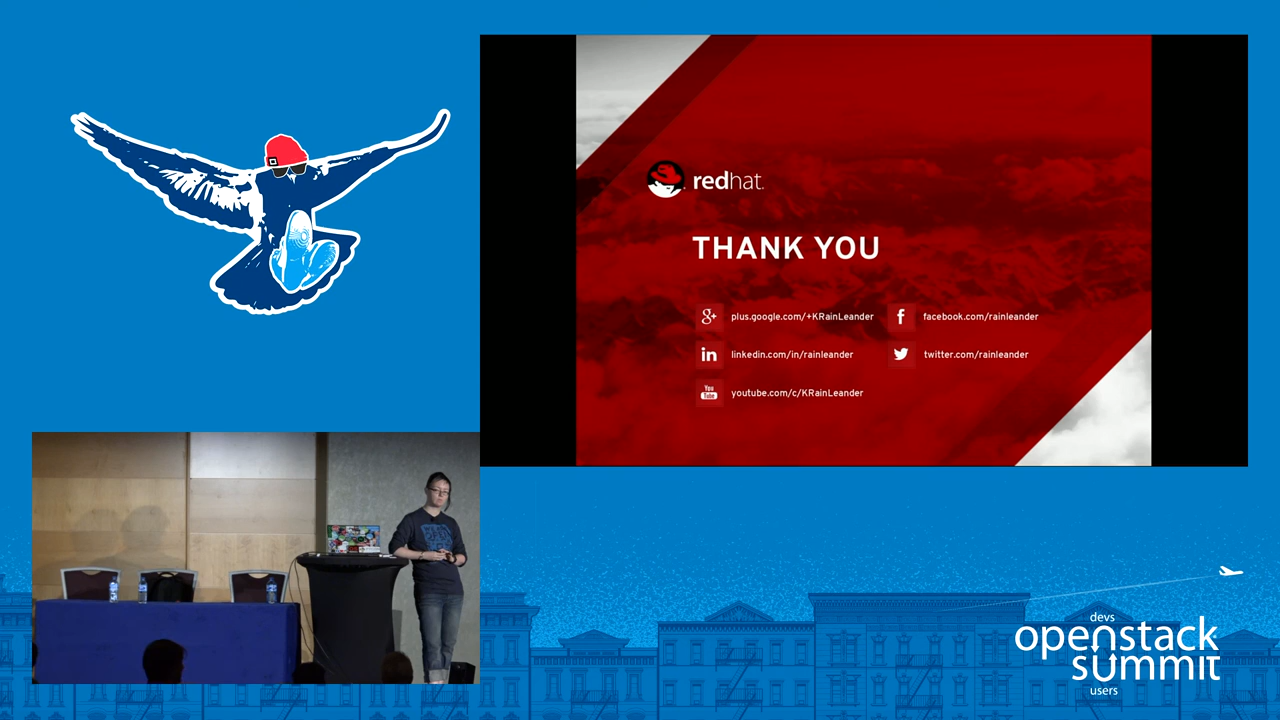 redhat.
THANK YOU
plus.google.com/+KRainLeander
facebook.com/rainleander
linkedin.com/in/rainleander
twitter.com/rainleander
You
Tube
youtube.com/c/KRainLeander
devs
openstack
summit
users